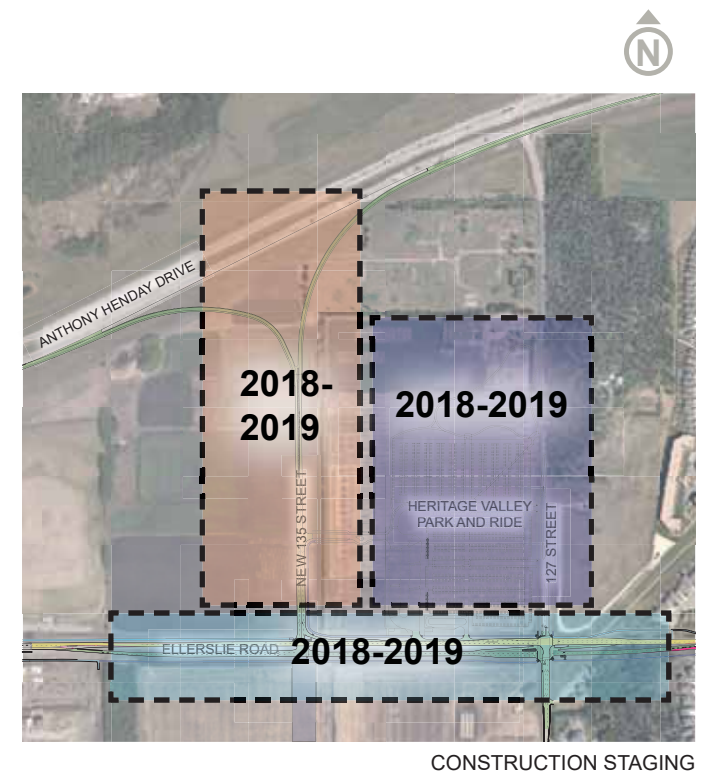 N
ANTHONY HENDAY DRIVE
2018-
2019
2018-2019
NEW 135 STREET
HERITAGE VALLEY
PARK AND RIDE
127 STREET
ELLERSLIE ROAD
2018-2019
CONSTRUCTION STAGING